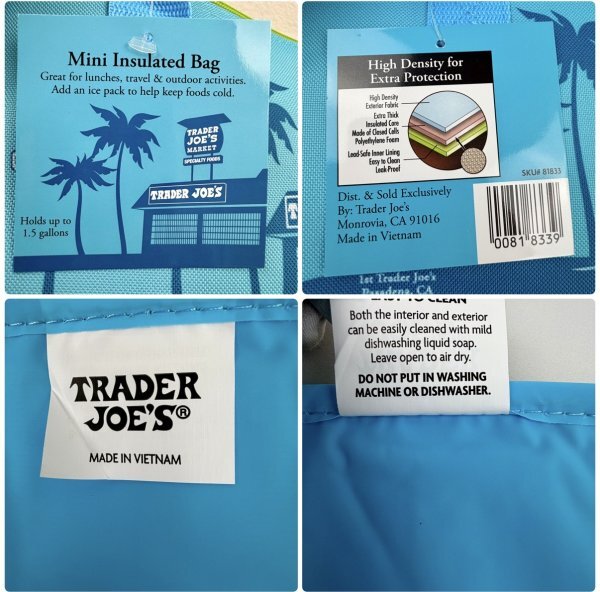 Mini Insulated Bag
Great for lunches, travel & outdoor activities.
Add an ice pack to help keep foods cold.
TRADER
JOE'S
MARKET
SPECIALTY FOODS
TRADER JOE'S
Holds up to
1.5 gallons
High Density for
Extra Protection
High Density
Exterior Fabric
Extra Thick
Insulated Core
Made of Closed Cells
Polyethylene Foam
Lead-Safe Inner Lining
Easy to Clean
Leak-Proof
SKU# 81833
Dist. & Sold Exclusively
By: Trader Joe's
Monrovia, CA 91016
Made in Vietnam
0081 8339
1st Trader Joe's
Pasadena, CA
TRADER
JOE'S®
MADE IN VIETNAM
EASY TO CLEAN
Both the interior and exterior
can be easily cleaned with mild
dishwashing liquid soap.
Leave open to air dry.
DO NOT PUT IN WASHING
MACHINE OR DISHWASHER.